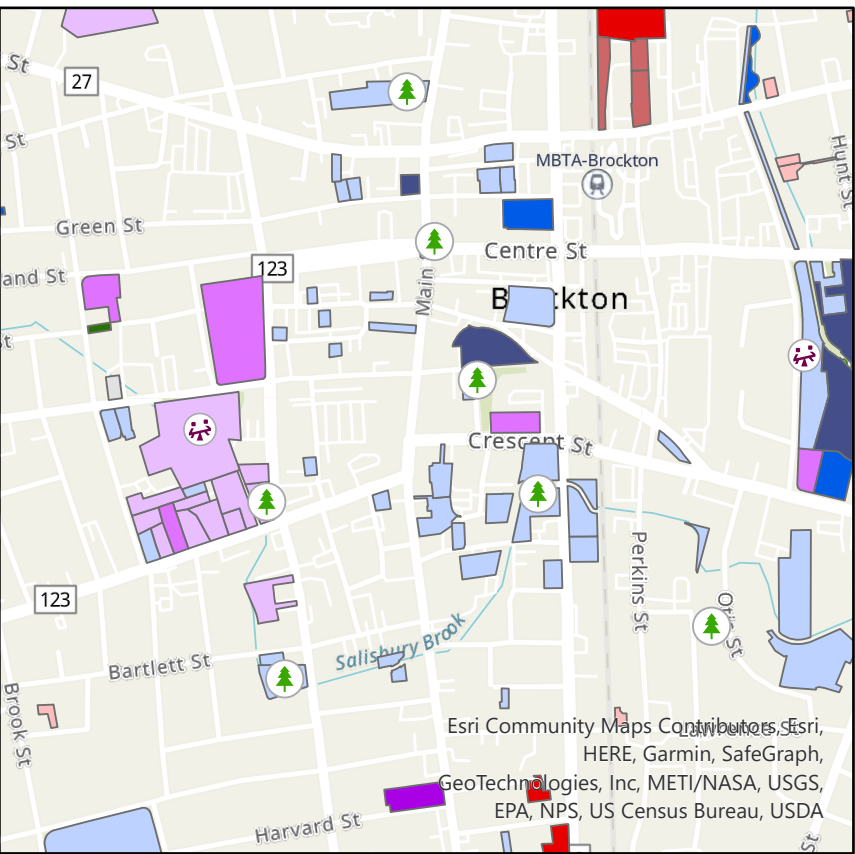 St
27
St
MBTA-Brockton
Hunt St
Green St
Centre St
123
and St
Main
B kton
St
Crescent St
Perkins St
123
Otis St
Salisbury Brook
Bartlett St
Brook St
Lawrence St
Esri Community Maps Contributors, Esri,
HERE, Garmin, SafeGraph,
GeoTechnologies, Inc, METI/NASA, USGS,
EPA, NPS, US Census Bureau, USDA
Harvard St
St